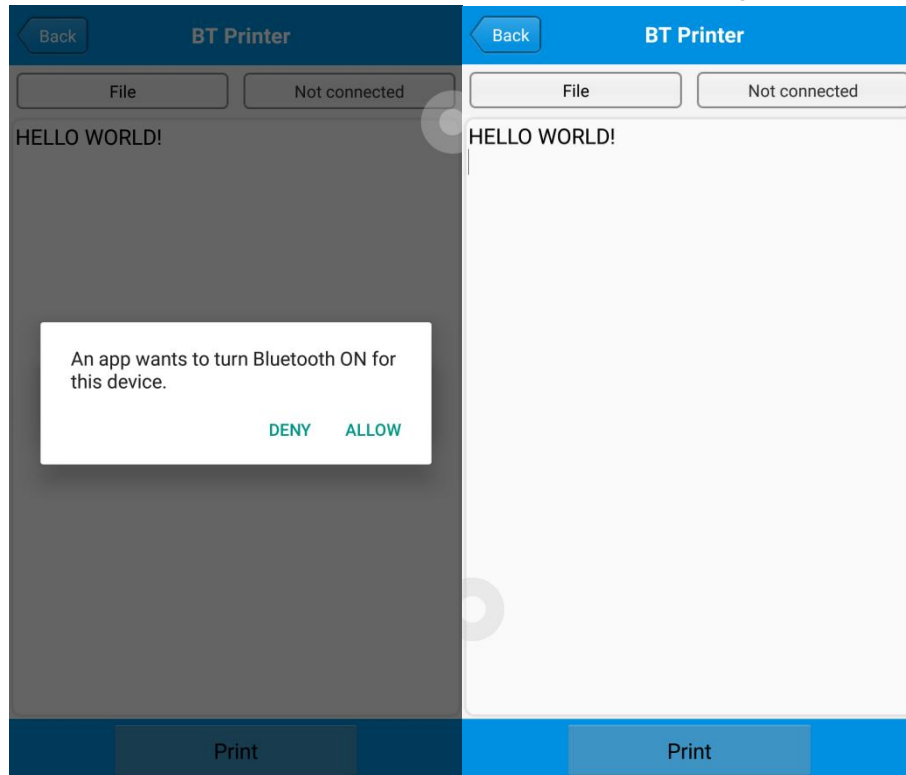 Back
BT Printer
File
Not connected
HELLO WORLD!
An app wants to turn Bluetooth ON for
this device.
DENY ALLOW
Print
Back
BT Printer
File
Not connected
HELLO WORLD!
Print